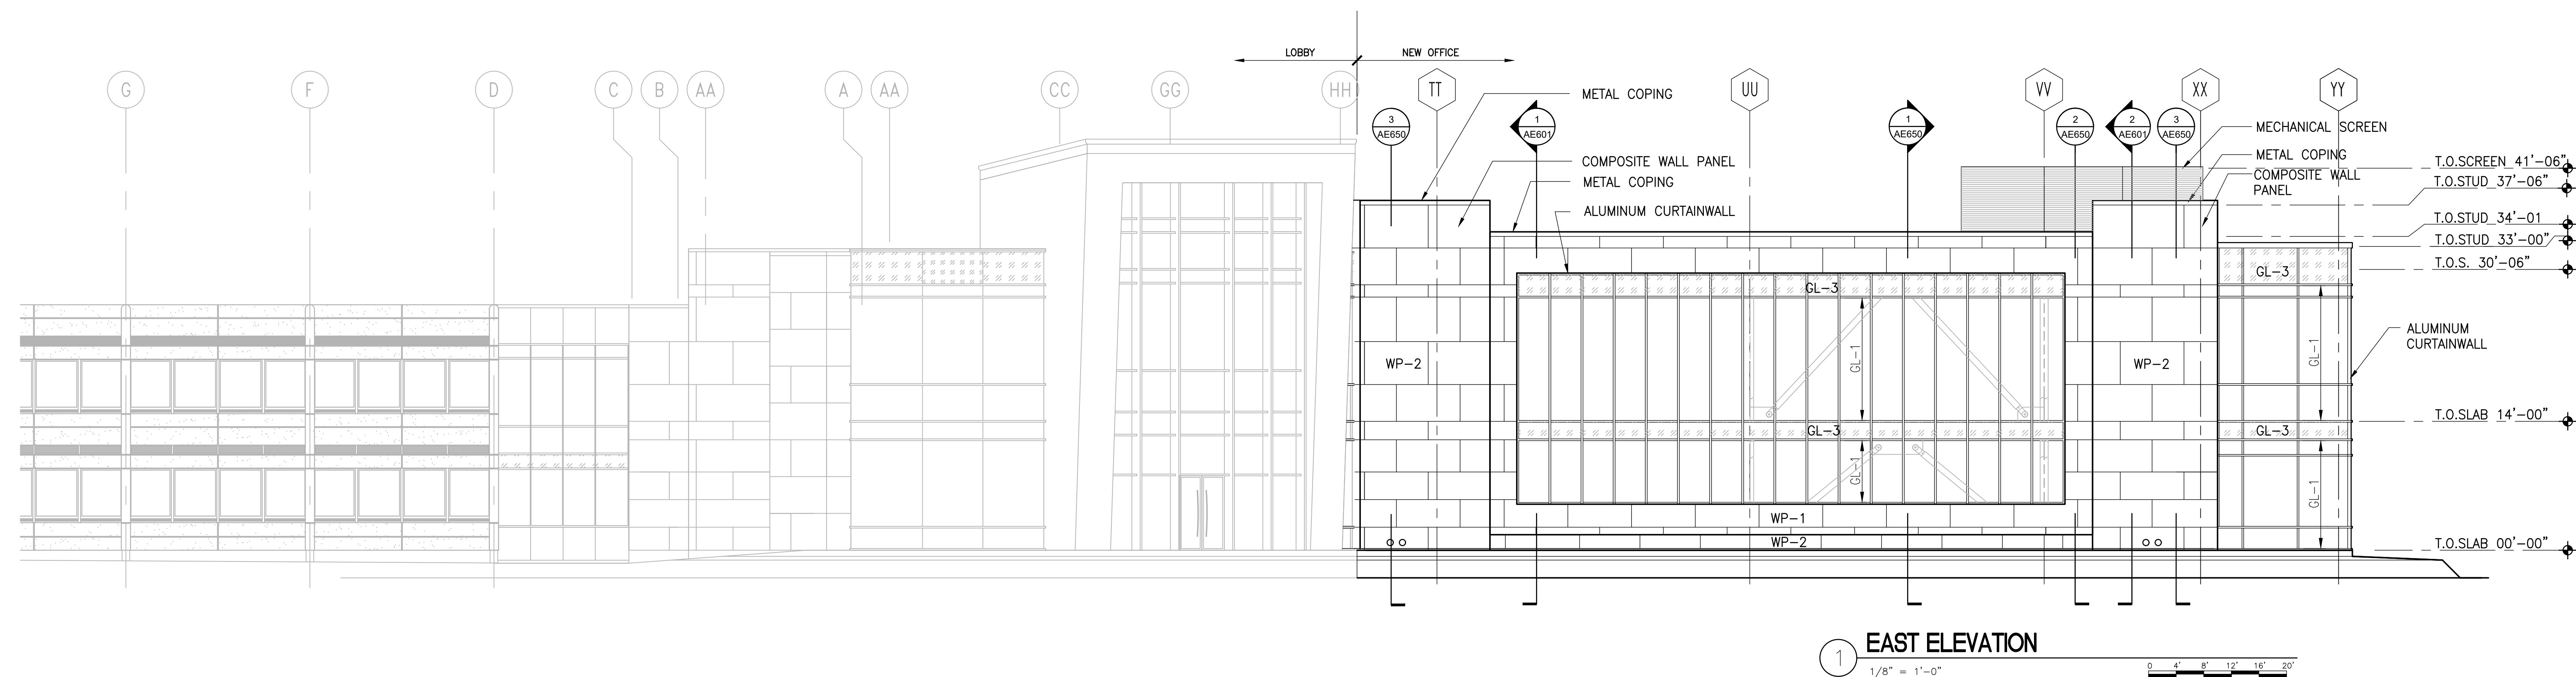 LOBBY
NEW OFFICE
G
F
D
C
B
AA
A
AA
CC
GG
HH
TT
UU
VV
XX
YY
3
AE650
1
AE601
1
AE650
2
AE650
2
AE601
3
AE650
METAL COPING
COMPOSITE WALL PANEL
METAL COPING
ALUMINUM CURTAINWALL
MECHANICAL SCREEN
METAL COPING
COMPOSITE WALL
PANEL
T.O.SCREEN 41'-06"
T.O.STUD 37'-06"
T.O.STUD 34'-01
T.O.STUD 33'-00"
T.O.S. 30'-06"
GL-3
GL-3
ALUMINUM
CURTAINWALL
WP-2
GL-1
WP-2
GL-1
T.O.SLAB 14'-00"
GL-3
GL-3
GL-1
GL-1
WP-1
WP-2
T.O.SLAB 00'-00"
1
EAST ELEVATION
1/8" = 1'-0"
0 4' 8' 12' 16' 20'